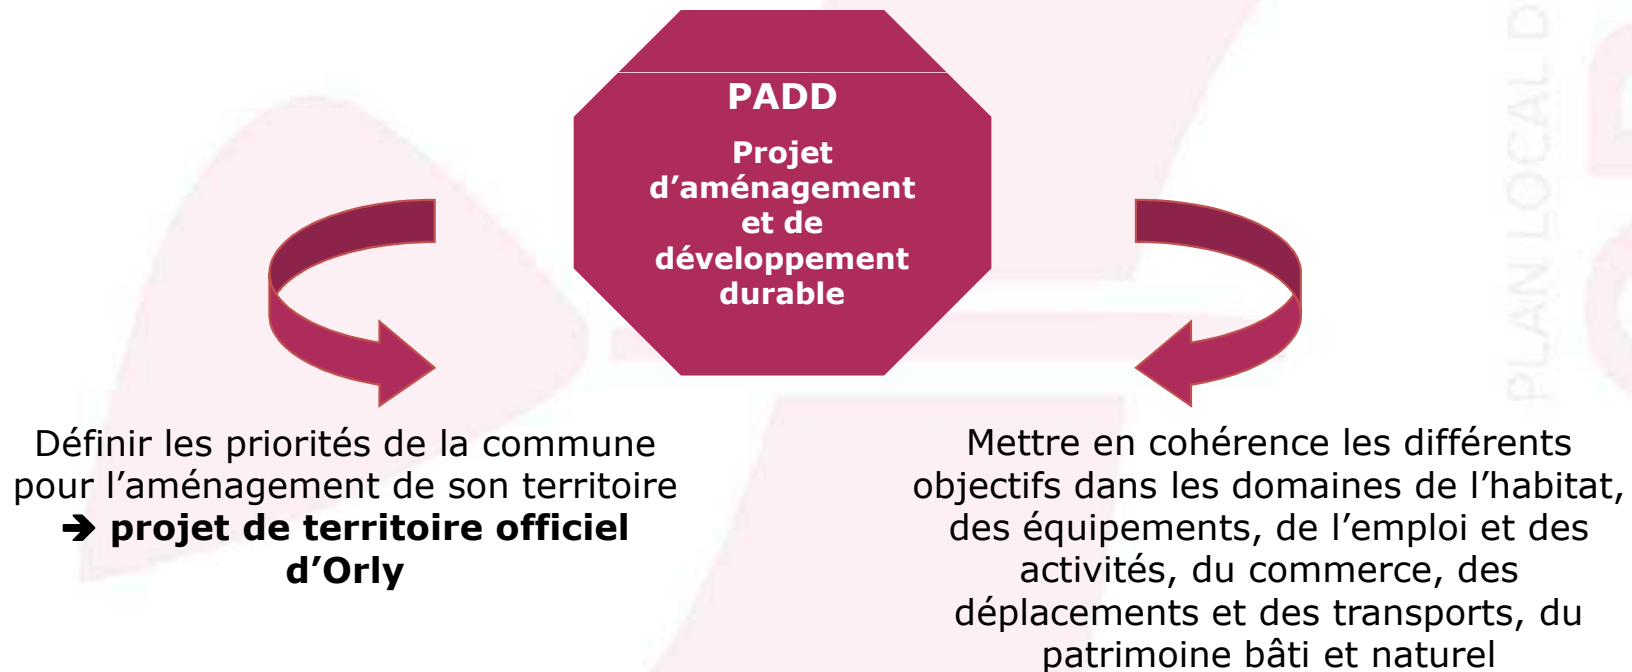 PADD
Projet
d’aménagement
et de
développement
durable
Définir les priorités de la commune
pour l’aménagement de son territoire
➔ projet de territoire officiel
d’Orly
Mettre en cohérence les différents
objectifs dans les domaines de l’habitat,
des équipements, de l’emploi et des
activités, du commerce, des
déplacements et des transports, du
patrimoine bâti et naturel
PLAN LOCAL D